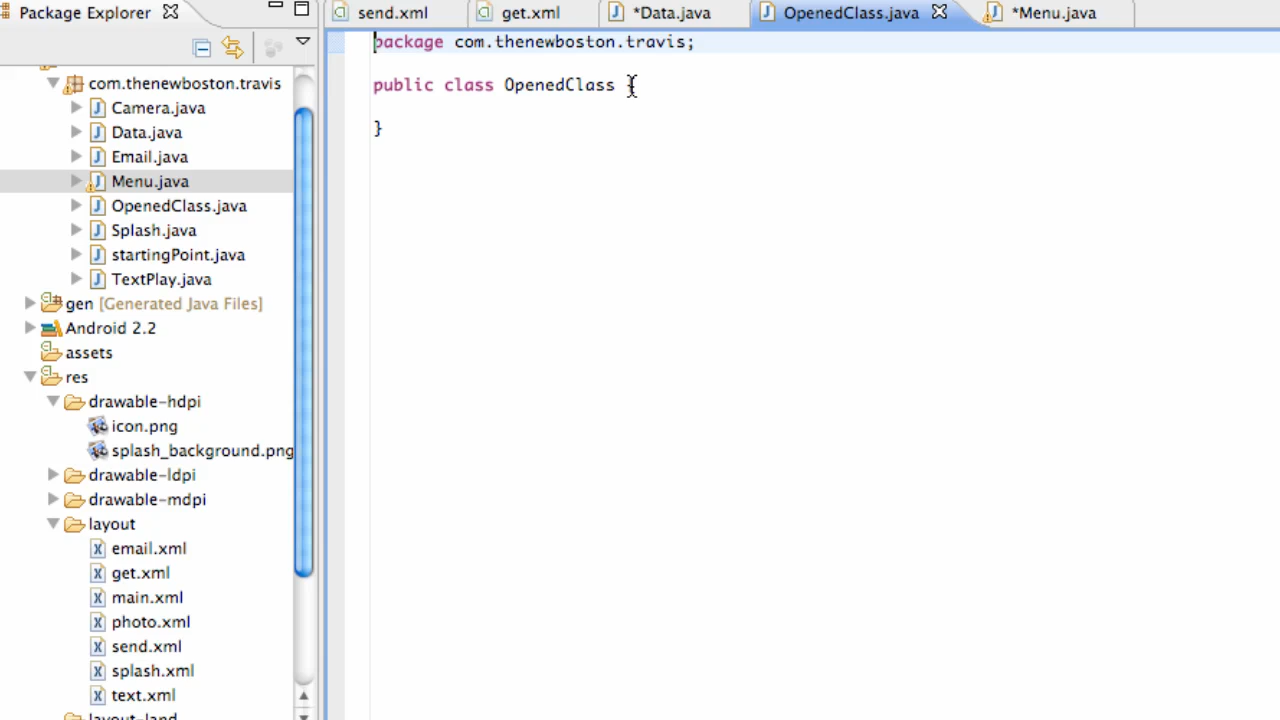 Package Explorer
send.xml
get.xml
*Data.java
OpenedClass.java
*Menu.java
com.thenewboston.travis
Camera.java
Data.java
Email.java
Menu.java
OpenedClass.java
Splash.java
startingPoint.java
TextPlay.java
gen [Generated Java Files]
Android 2.2
assets
res
drawable-hdpi
icon.png
splash_background.png
drawable-ldpi
drawable-mdpi
layout
email.xml
get.xml
main.xml
photo.xml
send.xml
splash.xml
text.xml
layout-land
package com.thenewboston.travis;
public class OpenedClass {
}